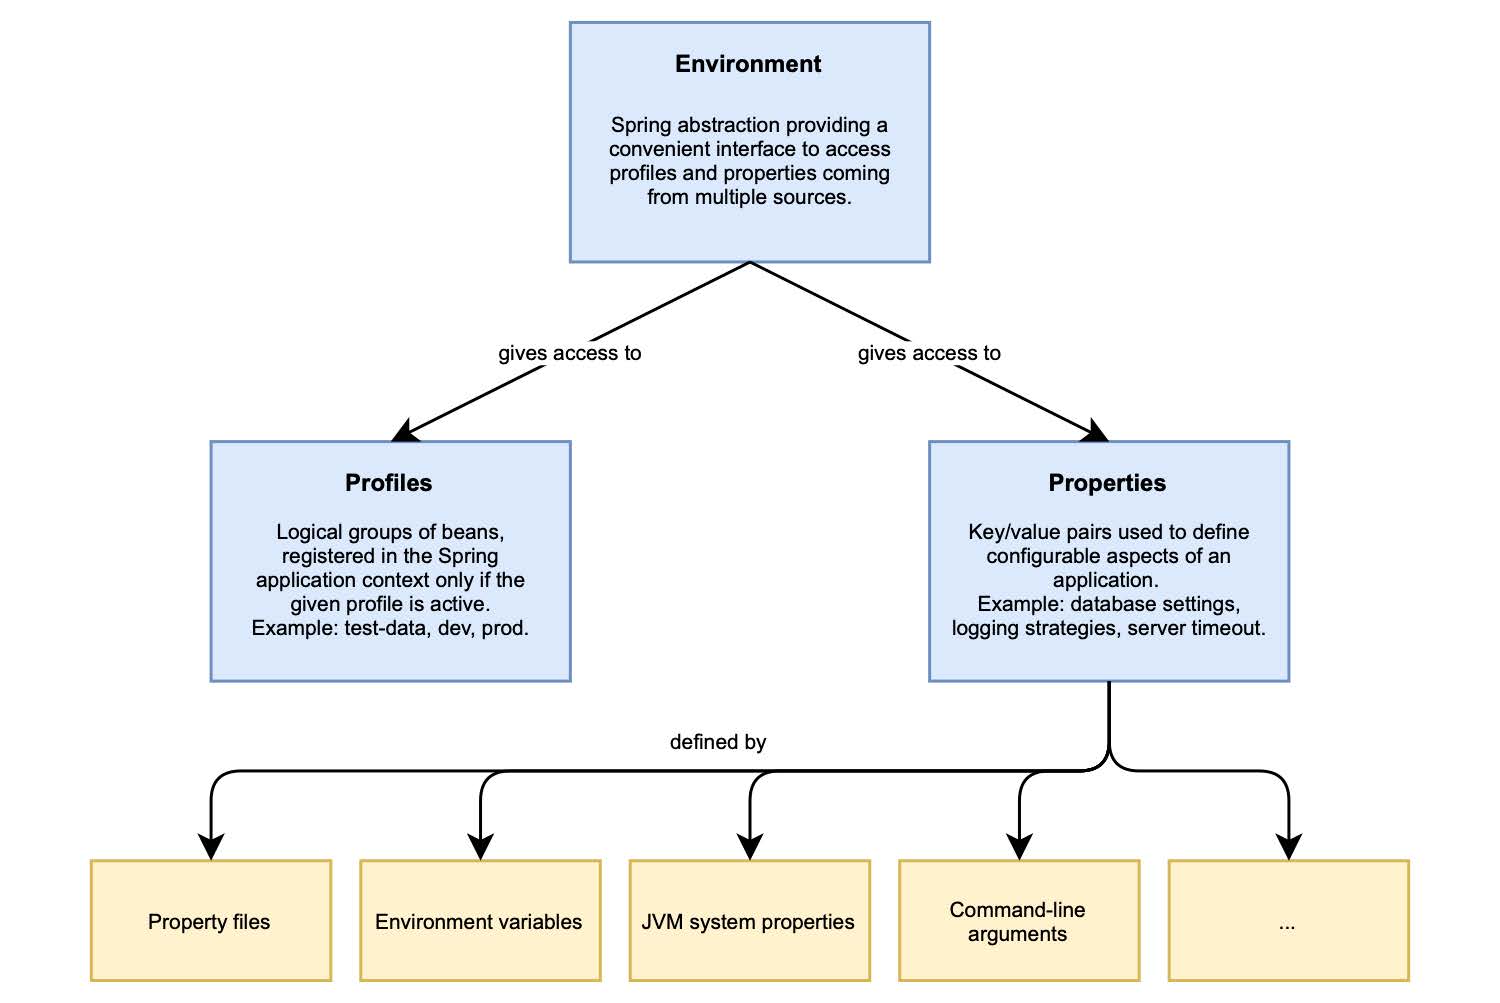 Environment
Spring abstraction providing a
convenient interface to access
profiles and properties coming
from multiple sources.
gives access to
gives access to
Profiles
Logical groups of beans,
registered in the Spring
application context only if the
given profile is active.
Example: test-data, dev, prod.
Properties
Key/value pairs used to define
configurable aspects of an
application.
Example: database settings,
logging strategies, server timeout.
defined by
Property files
Environment variables
JVM system properties
Command-line
arguments
...